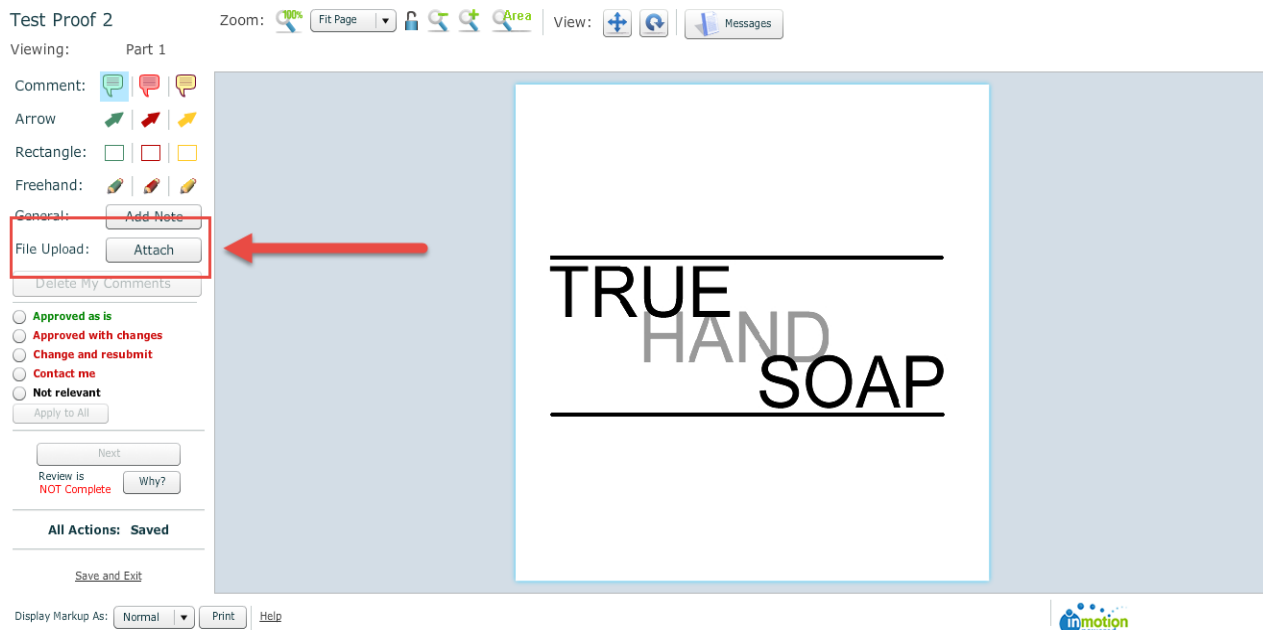 Test Proof 2
Zoom: 100% Fit Page Area View: Messages
Viewing: Part 1
Comment:
Arrow
Rectangle:
Freehand:
General: Add Note
File Upload: Attach
Delete My Comments
Approved as is
Approved with changes
Change and resubmit
Contact me
Not relevant
Apply to All
Next
Review is
NOT Complete
Why?
All Actions: Saved
Save and Exit
TRUE
HAND
SOAP
Display Markup As: Normal Print Help
inmotion